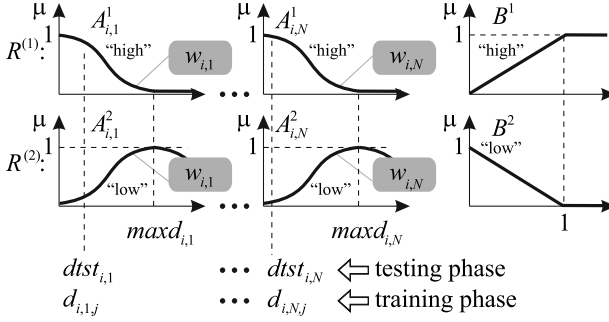 μ A¹ᵢ,₁ μ A¹ᵢ,N μ B¹
R⁽¹⁾: 1 “high” wᵢ,₁ 1 “high” wᵢ,N 1 “high”
•••
μ A²ᵢ,₁ μ A²ᵢ,N μ B²
R⁽²⁾: 1 “low” wᵢ,₁ 1 “low” wᵢ,N 1 “low”
•••
maxdᵢ,₁ maxdᵢ,N 1
dtstᵢ,₁ ••• dtstᵢ,N ⇐ testing phase
dᵢ,₁,ⱼ ••• dᵢ,N,ⱼ ⇐ training phase